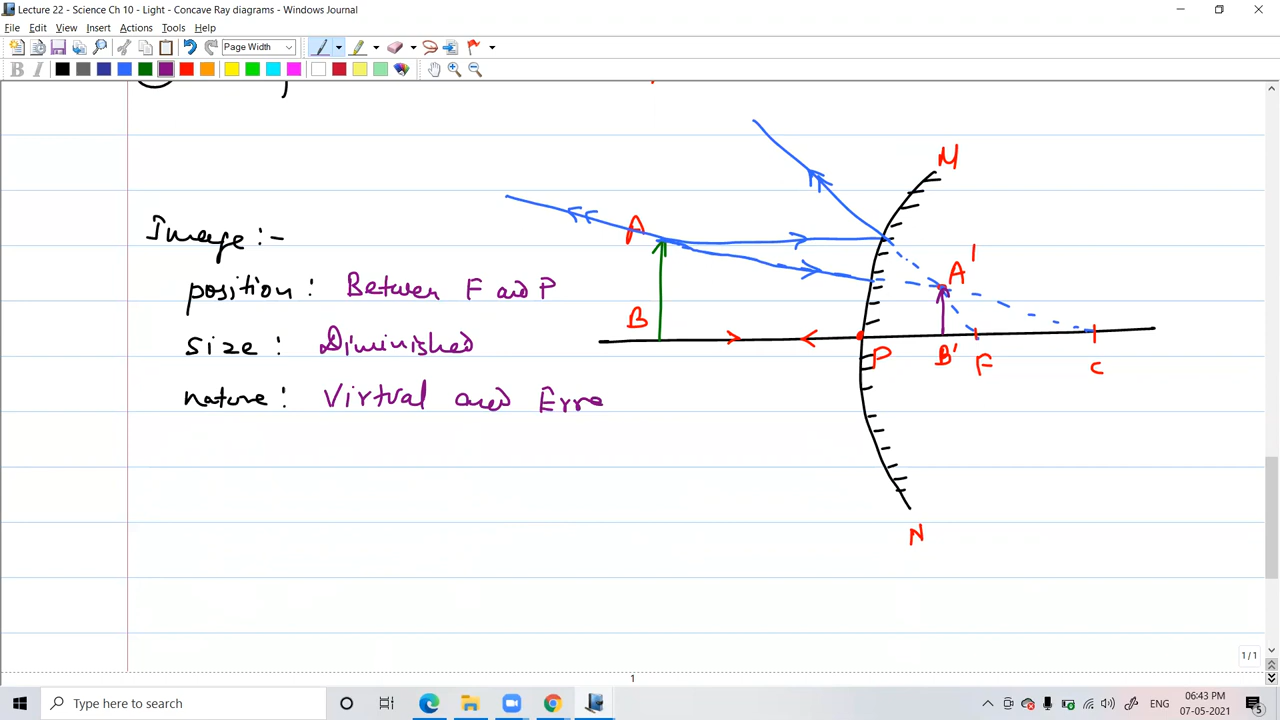 Lecture 22 - Science Ch 10 - Light - Concave Ray diagrams - Windows Journal
File Edit View Insert Actions Tools Help
Page Width
B I
M
A
A'
Image :-
position : Between F and P
B
size : Diminished
P B' F C
nature : Virtual and Erre
N
1/1
1
Type here to search
ENG
06:43 PM
07-05-2021
5